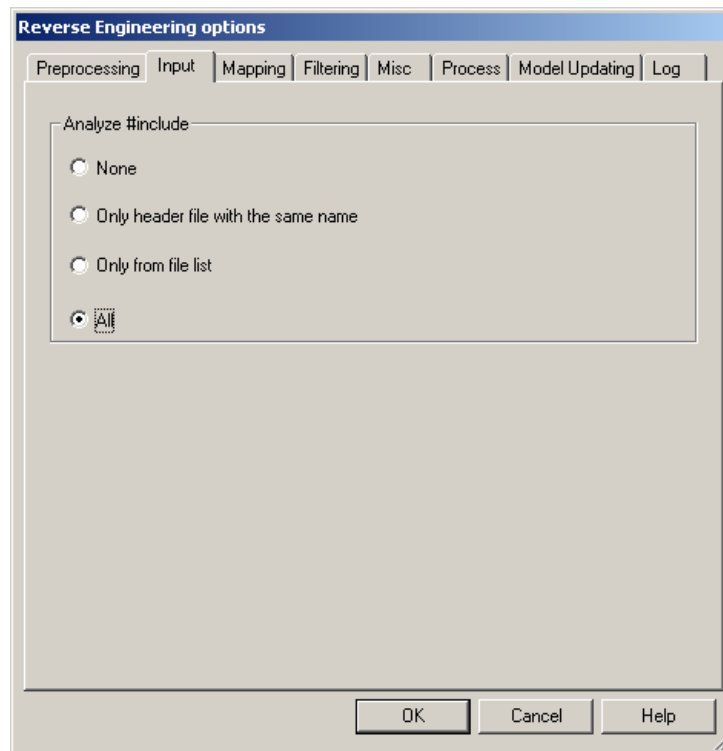 Reverse Engineering options
Preprocessing Input Mapping Filtering Misc Process Model Updating Log
Analyze #include
None
Only header file with the same name
Only from file list
All
OK Cancel Help